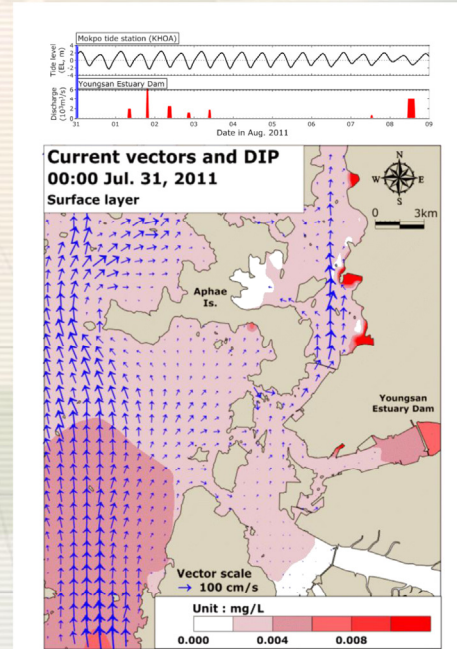 Mokpo tide station (KHOA)
Tide level
(EL, m)
4
2
0
-2
-4
Youngsan Estuary Dam
Discharge
(10³m³/s)
6
4
2
0
31 01 02 03 04 05 06 07 08 09
Date in Aug. 2011
Current vectors and DIP
00:00 Jul. 31, 2011
Surface layer
N
W E
S
0 3km
Aphae
Is.
Youngsan
Estuary Dam
Vector scale
100 cm/s
Unit : mg/L
0.000 0.004 0.008